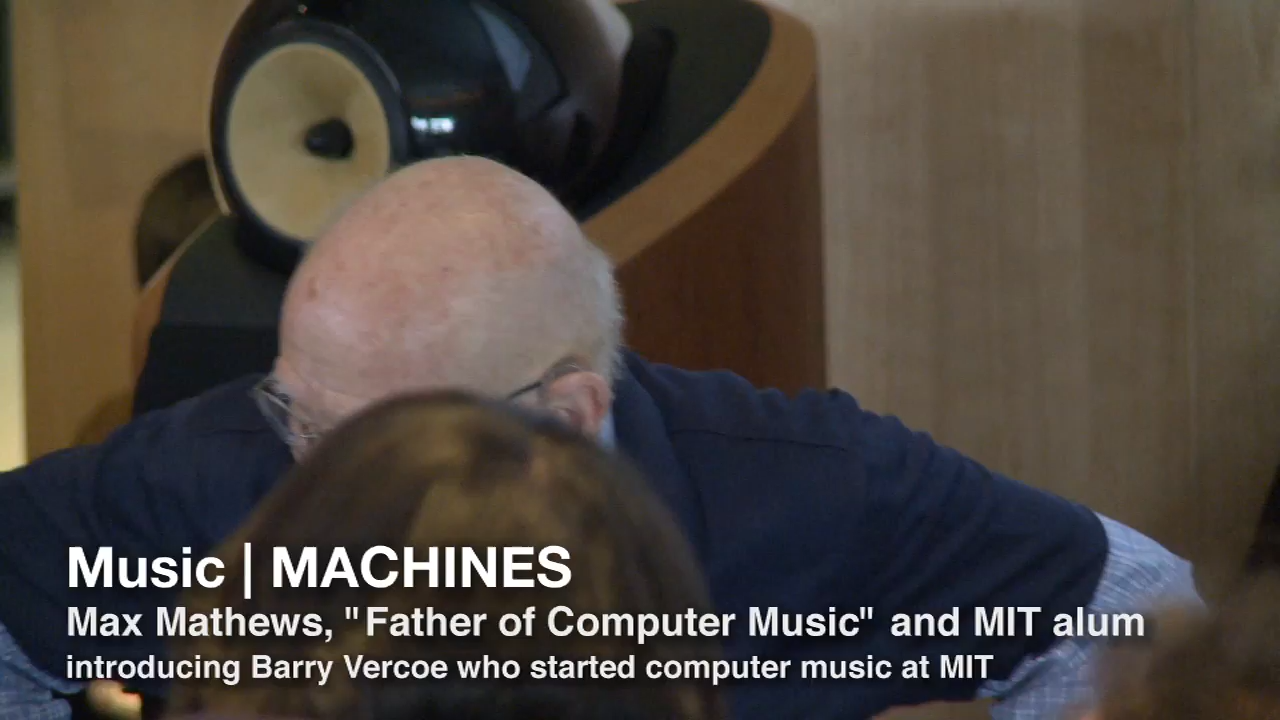 Music | MACHINES
Max Mathews, "Father of Computer Music" and MIT alum
introducing Barry Vercoe who started computer music at MIT